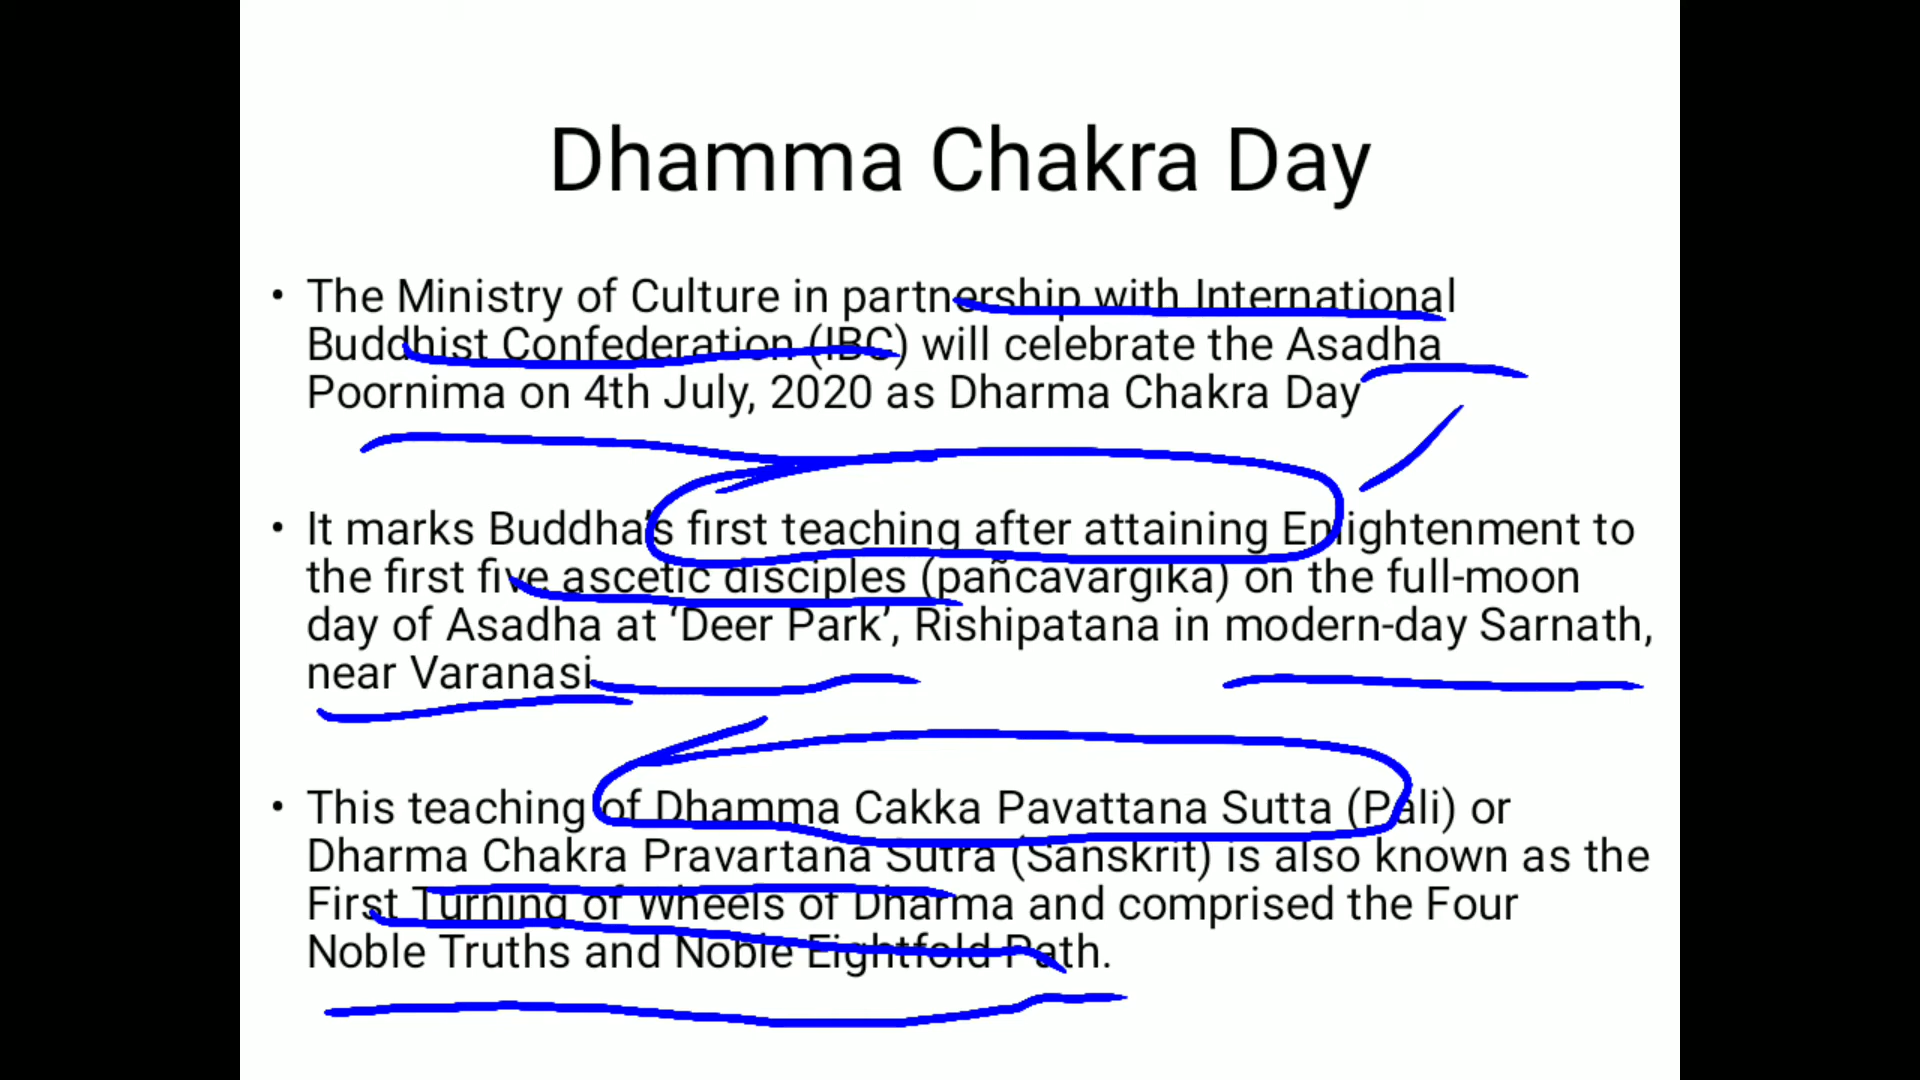 Dhamma Chakra Day
• The Ministry of Culture in partnership with International
Buddhist Confederation (IBC) will celebrate the Asadha
Poornima on 4th July, 2020 as Dharma Chakra Day
• It marks Buddha's first teaching after attaining Enlightenment to
the first five ascetic disciples (pañcavargika) on the full-moon
day of Asadha at ‘Deer Park’, Rishipatana in modern-day Sarnath,
near Varanasi
• This teaching of Dhamma Cakka Pavattana Sutta (Pali) or
Dharma Chakra Pravartana Sutra (Sanskrit) is also known as the
First Turning of Wheels of Dharma and comprised the Four
Noble Truths and Noble Eightfold Path.